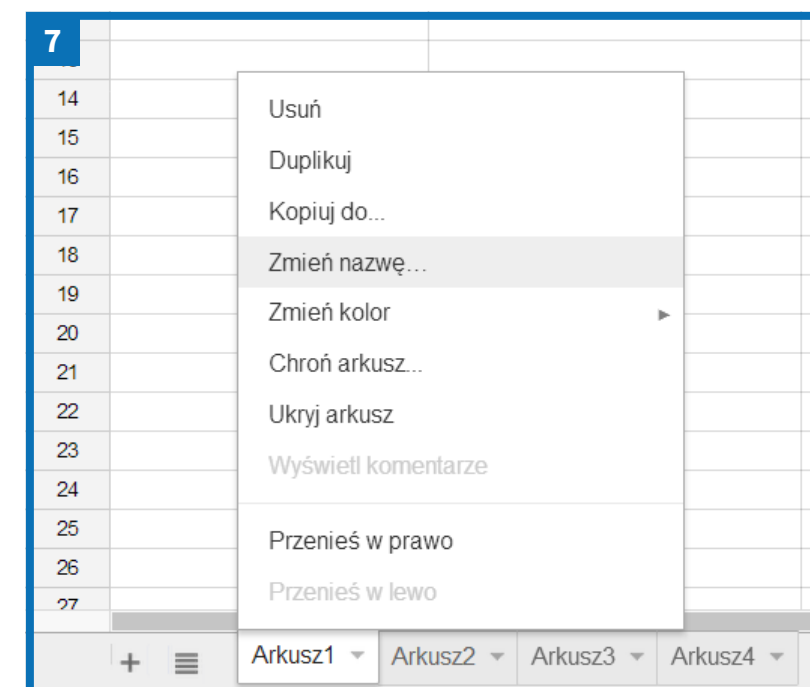 7
14
15
16
17
18
19
20
21
22
23
24
25
26
27
Usuń
Duplikuj
Kopiuj do...
Zmień nazwę...
Zmień kolor
Chroń arkusz...
Ukryj arkusz
Wyświetl komentarze
Przenieś w prawo
Przenieś w lewo
Arkusz1 Arkusz2 Arkusz3 Arkusz4